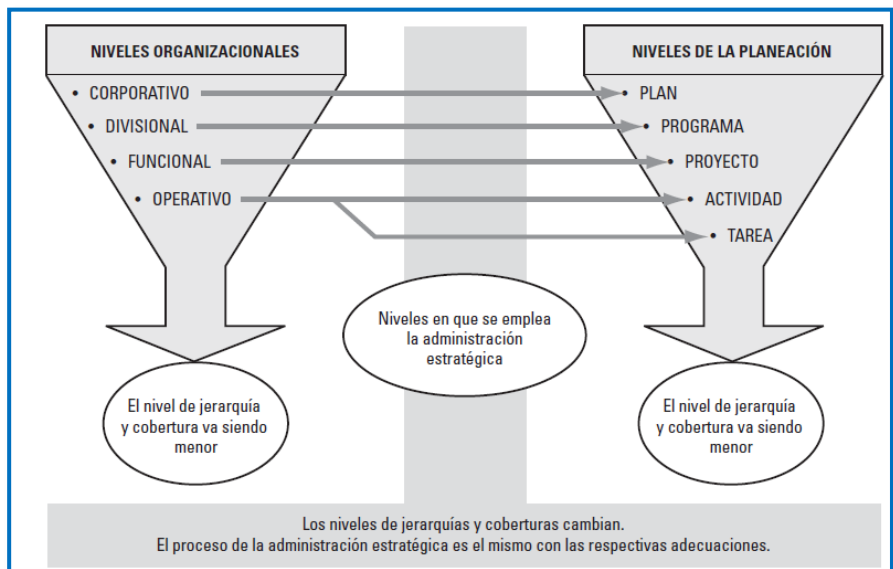 NIVELES ORGANIZACIONALES
• CORPORATIVO
• DIVISIONAL
• FUNCIONAL
• OPERATIVO
NIVELES DE LA PLANEACIÓN
• PLAN
• PROGRAMA
• PROYECTO
• ACTIVIDAD
• TAREA
Niveles en que se emplea
la administración
estratégica
El nivel de jerarquía
y cobertura va siendo
menor
El nivel de jerarquía
y cobertura va siendo
menor
Los niveles de jerarquías y coberturas cambian.
El proceso de la administración estratégica es el mismo con las respectivas adecuaciones.